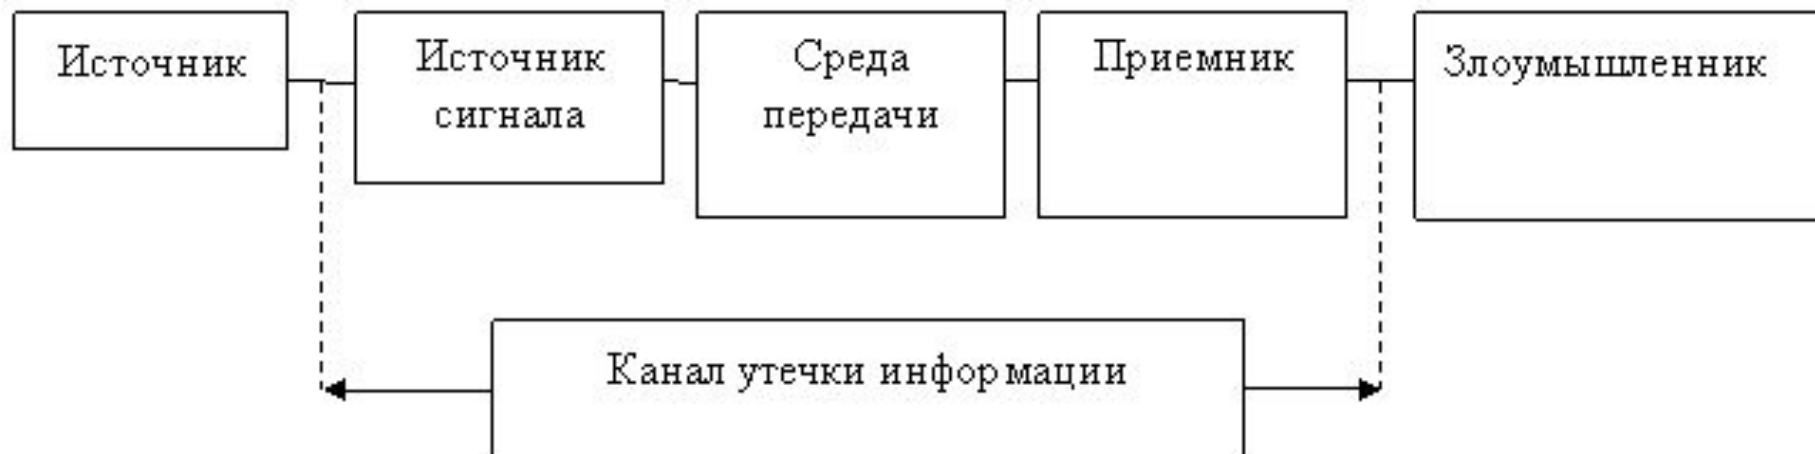 Источник
Источник
сигнала
Среда
передачи
Приемник
Злоумышленник
Канал утечки информации